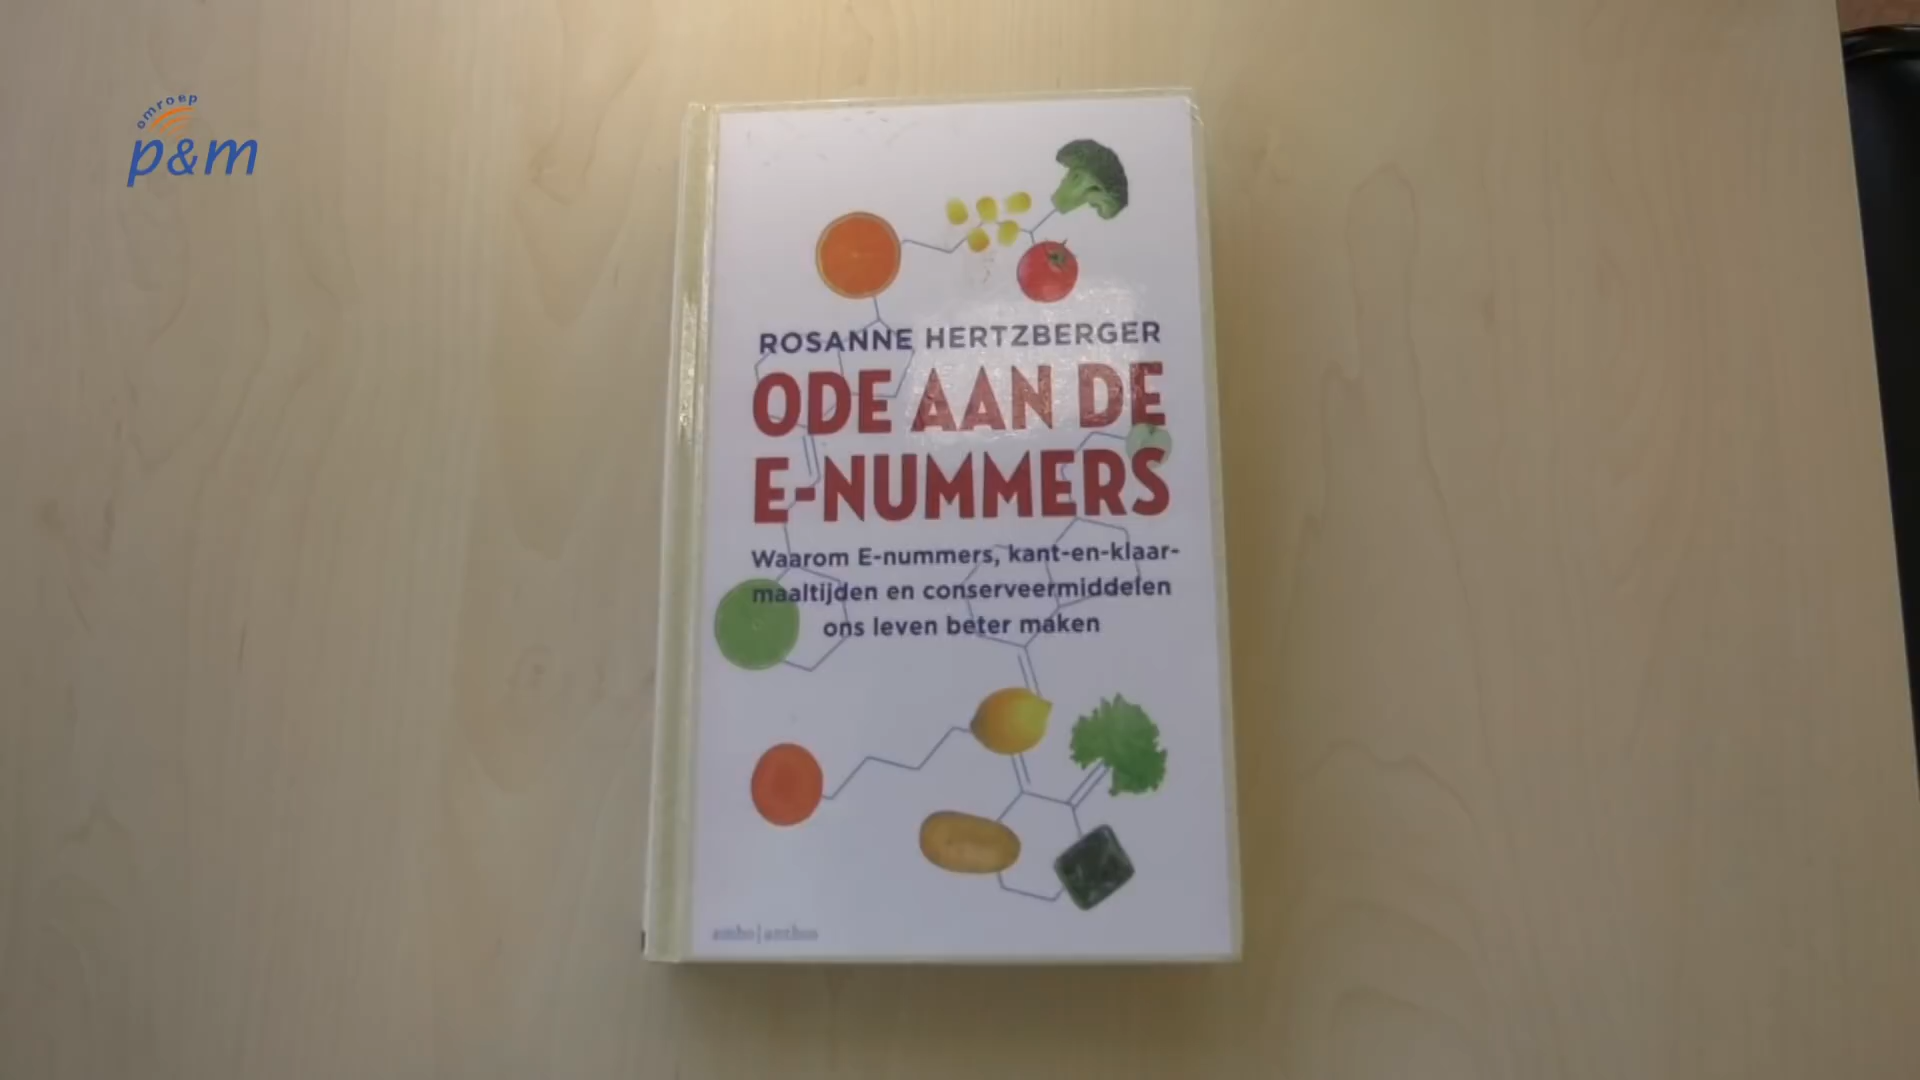 omroep
p&m
ROSANNE HERTZBERGER
ODE AAN DE
E-NUMMERS
Waarom E-nummers, kant-en-klaar-
maaltijden en conserveermiddelen
ons leven beter maken
ambo|anthos